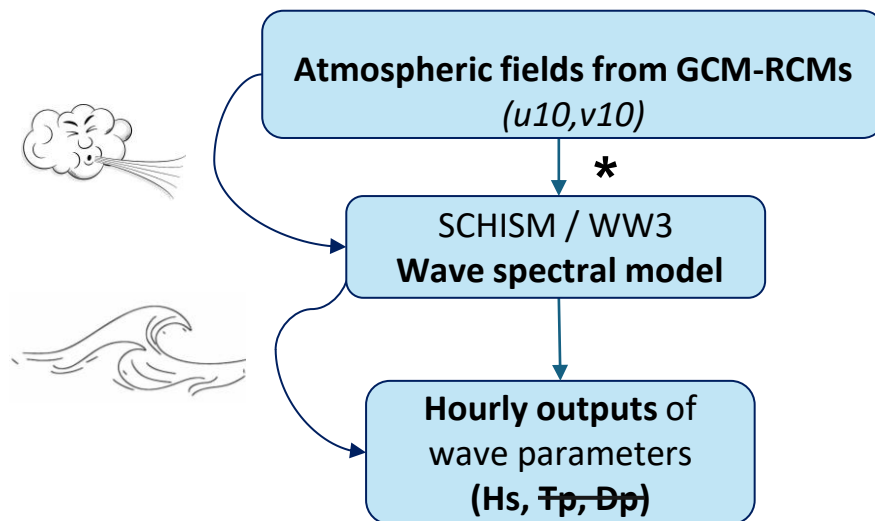 Atmospheric fields from GCM-RCMs
(u10,v10)
*
SCHISM / WW3
Wave spectral model
Hourly outputs of
wave parameters
(Hs, Tp, Dp)